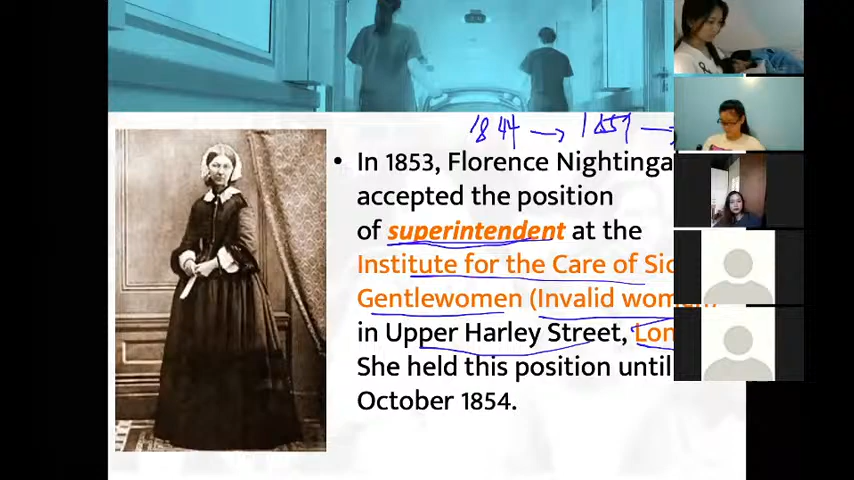 1844 → 1851 →
• In 1853, Florence Nightinga
accepted the position
of superintendent at the
Institute for the Care of Sic
Gentlewomen (Invalid wom
in Upper Harley Street, Lon
She held this position until
October 1854.